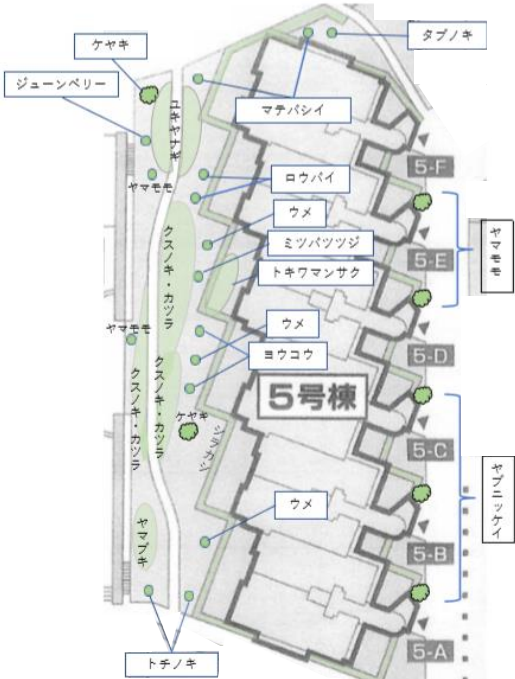 ケヤキ
タブノキ
ジューンベリー
マテバシイ
ユキヤナギ
5-F
ヤマモモ
ロウバイ
ウメ
ヤマモモ
クスノキ・カツラ
ミツバツツジ
5-E
トキワマンサク
ヤマモモ
ウメ
ヨウコウ
5-D
クスノキ・カツラ
クスノキ・カツラ
5号棟
ケヤキ
シラカシ
5-C
ヤブニッケイ
ウメ
ヤマブキ
5-B
5-A
トチノキ